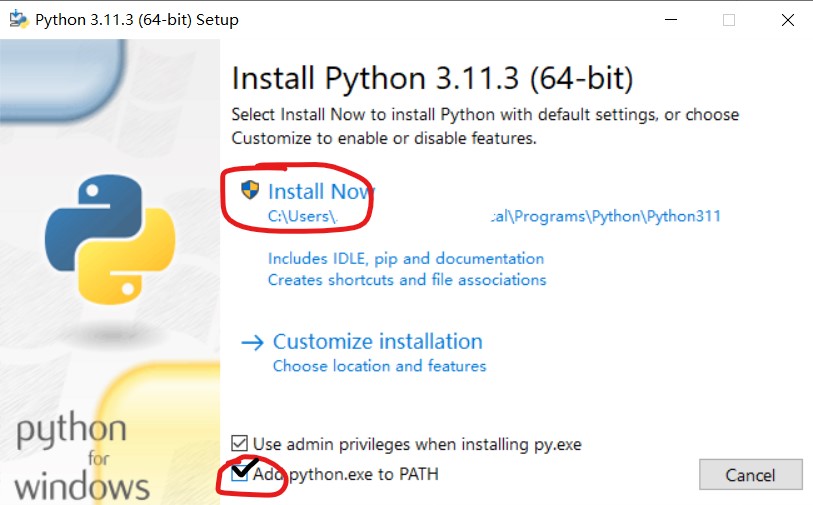 Python 3.11.3 (64-bit) Setup
Install Python 3.11.3 (64-bit)
Select Install Now to install Python with default settings, or choose
Customize to enable or disable features.
Install Now
C:\Users\ al\Programs\Python\Python311
Includes IDLE, pip and documentation
Creates shortcuts and file associations
Customize installation
Choose location and features
Use admin privileges when installing py.exe
Add python.exe to PATH
Cancel
python
for
windows